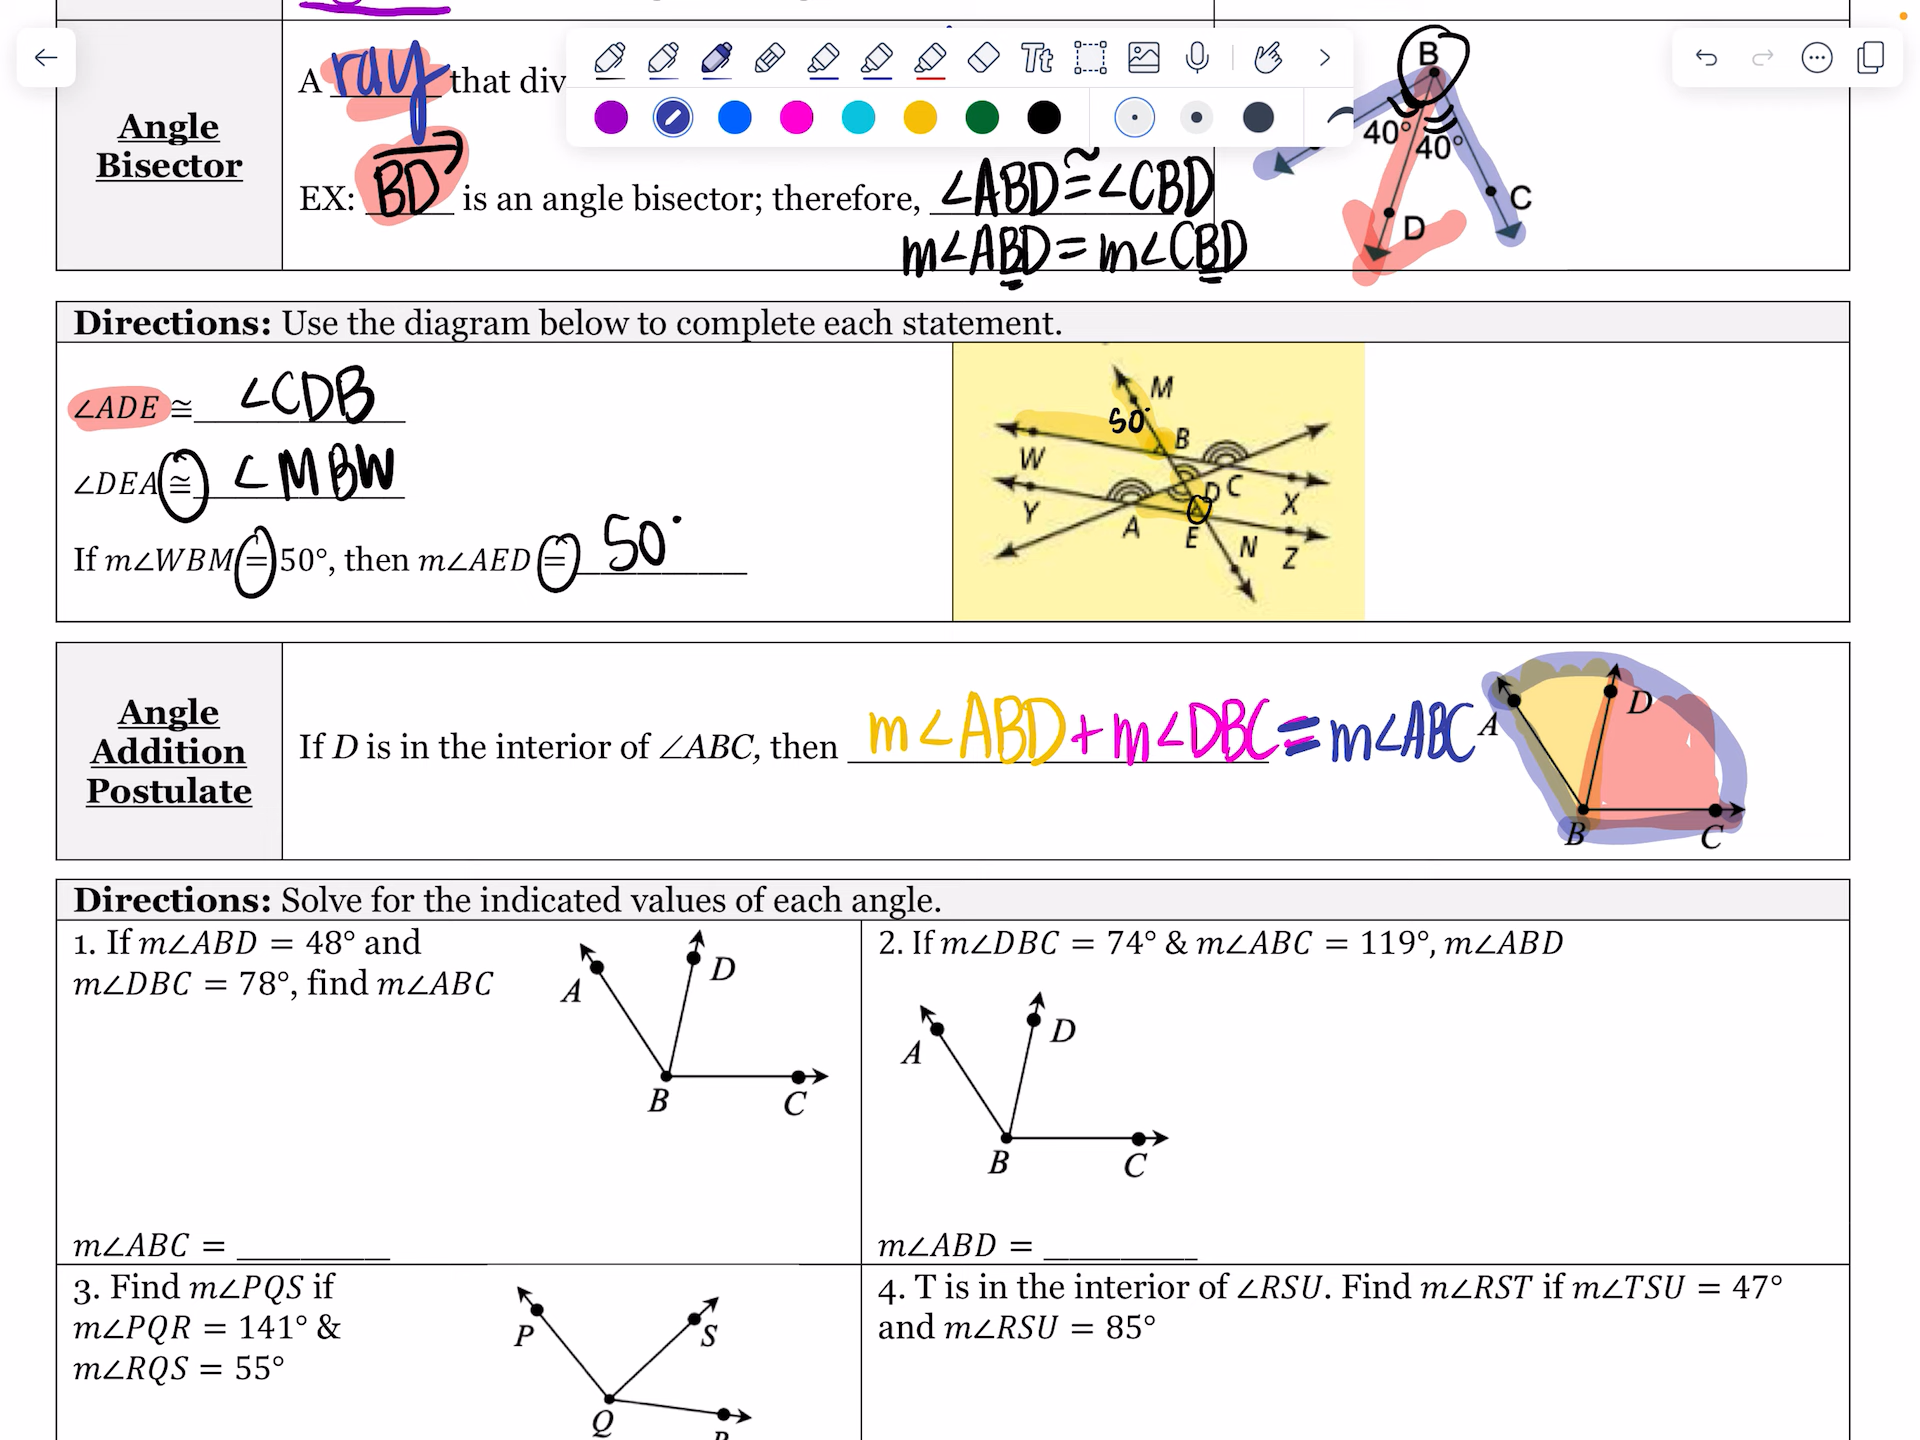 A ray that div
Tt
Angle
Bisector
EX: BD is an angle bisector; therefore, ∠ABD ≅ ∠CBD
m∠ABD = m∠CBD
B
40°
40°
C
D
Directions: Use the diagram below to complete each statement.
∠ADE ≅ ∠CDB
∠DEA ≅ ∠MBW
If m∠WBM = 50°, then m∠AED = 50°
M
50°
B
W
D
C
X
Y
A
E
N
Z
Angle
Addition
Postulate
If D is in the interior of ∠ABC, then m∠ABD + m∠DBC = m∠ABC
A
D
B
C
Directions: Solve for the indicated values of each angle.
1. If m∠ABD = 48° and
m∠DBC = 78°, find m∠ABC
A
D
B
C
m∠ABC = ________
2. If m∠DBC = 74° & m∠ABC = 119°, m∠ABD
A
D
B
C
m∠ABD = ________
3. Find m∠PQS if
m∠PQR = 141° &
m∠RQS = 55°
P
S
Q
4. T is in the interior of ∠RSU. Find m∠RST if m∠TSU = 47°
and m∠RSU = 85°